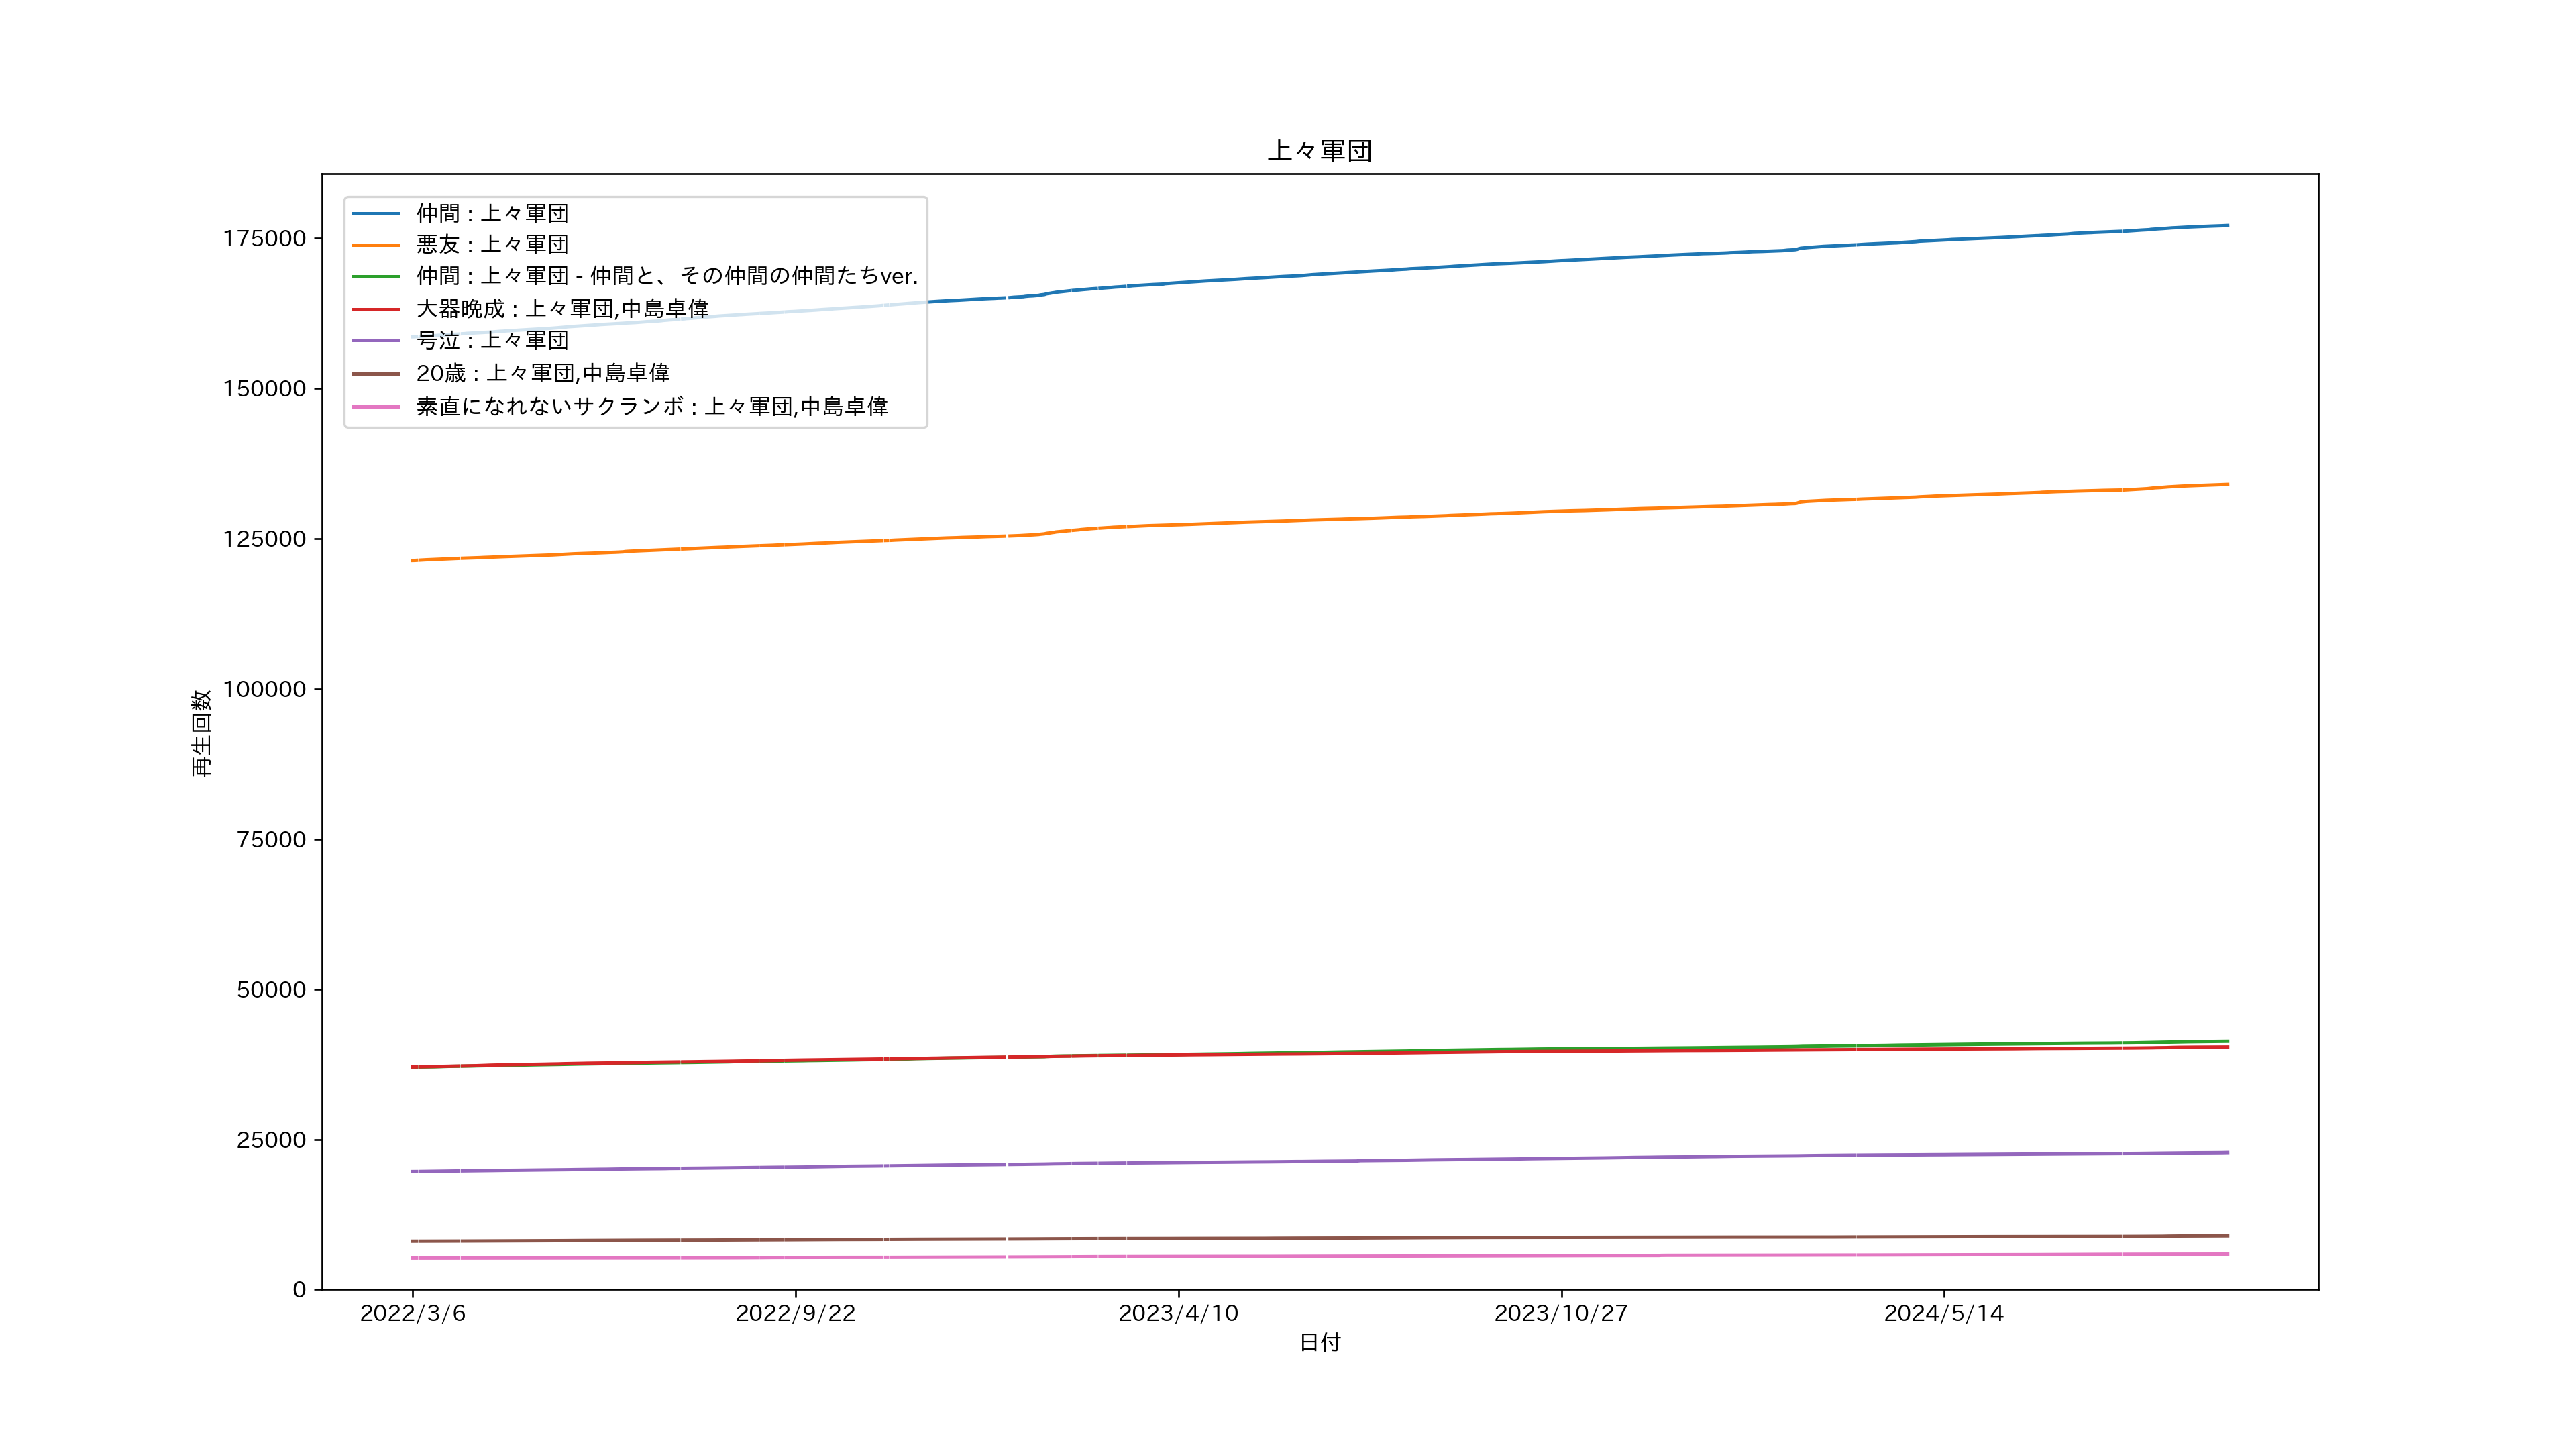 上々軍団
仲間 : 上々軍団
悪友 : 上々軍団
仲間 : 上々軍団 - 仲間と、その仲間の仲間たちver.
大器晩成 : 上々軍団,中島卓偉
号泣 : 上々軍団
20歳 : 上々軍団,中島卓偉
素直になれないサクランボ : 上々軍団,中島卓偉
175000
150000
125000
100000
75000
50000
25000
0
再生回数
2022/3/6
2022/9/22
2023/4/10
2023/10/27
2024/5/14
日付